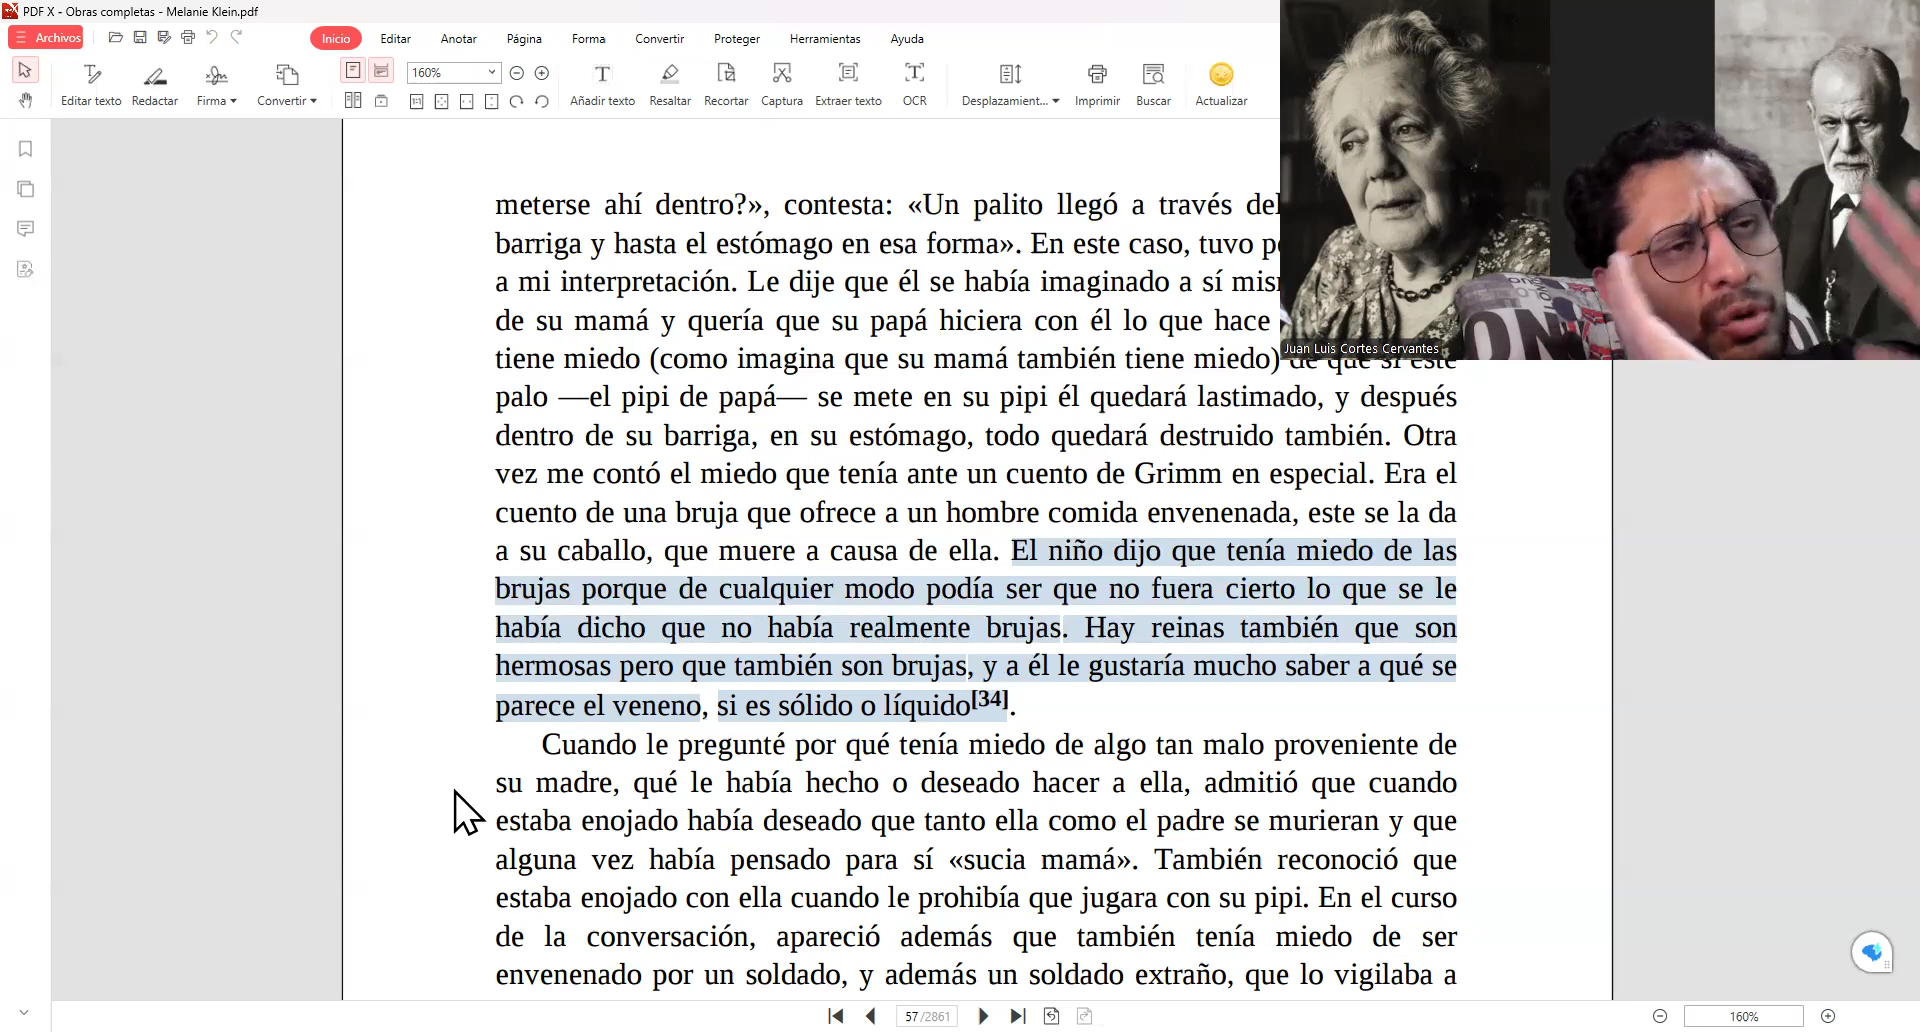 PDF X - Obras completas - Melanie Klein.pdf
Archivos
Inicio
Editar
Anotar
Página
Forma
Convertir
Proteger
Herramientas
Ayuda
160%
Editar texto
Redactar
Firma
Convertir
Añadir texto
Resaltar
Recortar
Captura
Extraer texto
OCR
Desplazamient...
Imprimir
Buscar
Actualizar
Juan Luis Cortes Cervantes
meterse ahí dentro?», contesta: «Un palito llegó a través del
barriga y hasta el estómago en esa forma». En este caso, tuvo
a mi interpretación. Le dije que él se había imaginado a sí
de su mamá y quería que su papá hiciera con él lo que hace
tiene miedo (como imagina que su mamá también tiene miedo) de que si este
palo —el pipi de papá— se mete en su pipi él quedará lastimado, y después
dentro de su barriga, en su estómago, todo quedará destruido también. Otra
vez me contó el miedo que tenía ante un cuento de Grimm en especial. Era el
cuento de una bruja que ofrece a un hombre comida envenenada, este se la da
a su caballo, que muere a causa de ella. El niño dijo que tenía miedo de las
brujas porque de cualquier modo podía ser que no fuera cierto lo que se le
había dicho que no había realmente brujas. Hay reinas también que son
hermosas pero que también son brujas, y a él le gustaría mucho saber a qué se
parece el veneno, si es sólido o líquido[34].
Cuando le pregunté por qué tenía miedo de algo tan malo proveniente de
su madre, qué le había hecho o deseado hacer a ella, admitió que cuando
estaba enojado había deseado que tanto ella como el padre se murieran y que
alguna vez había pensado para sí «sucia mamá». También reconoció que
estaba enojado con ella cuando le prohibía que jugara con su pipi. En el curso
de la conversación, apareció además que también tenía miedo de ser
envenenado por un soldado, y además un soldado extraño, que lo vigilaba a
57 /2861
160%